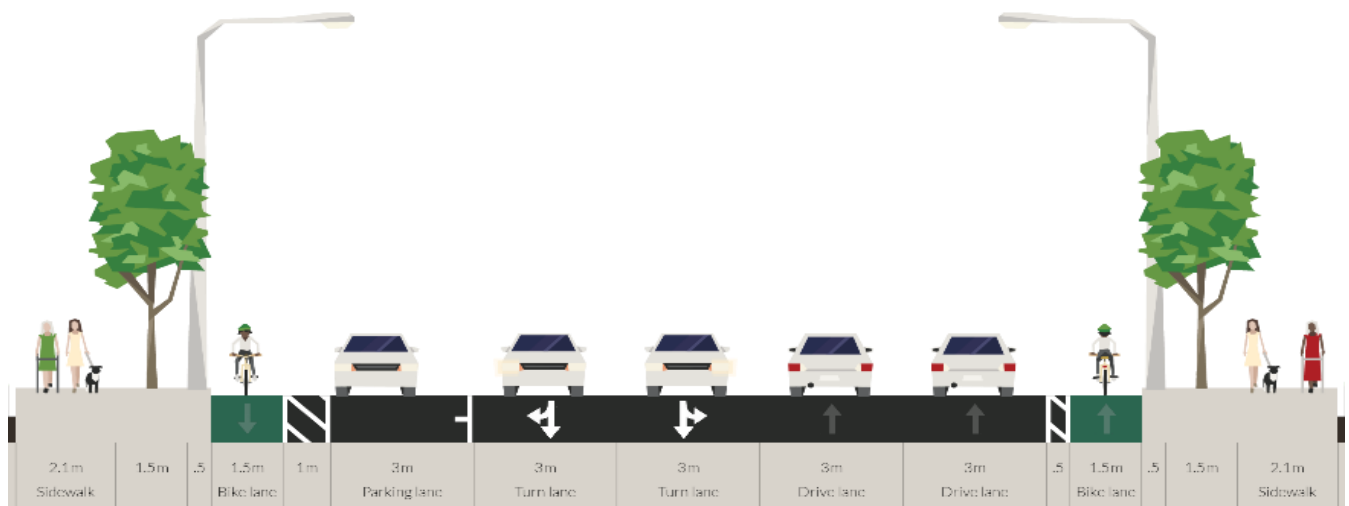 2.1m 1.5m .5 1.5m 1m 3m 3m 3m 3m 3m .5 1.5m .5 1.5m 2.1m
Sidewalk Bike lane Parking lane Turn lane Turn lane Drive lane Drive lane Bike lane Sidewalk